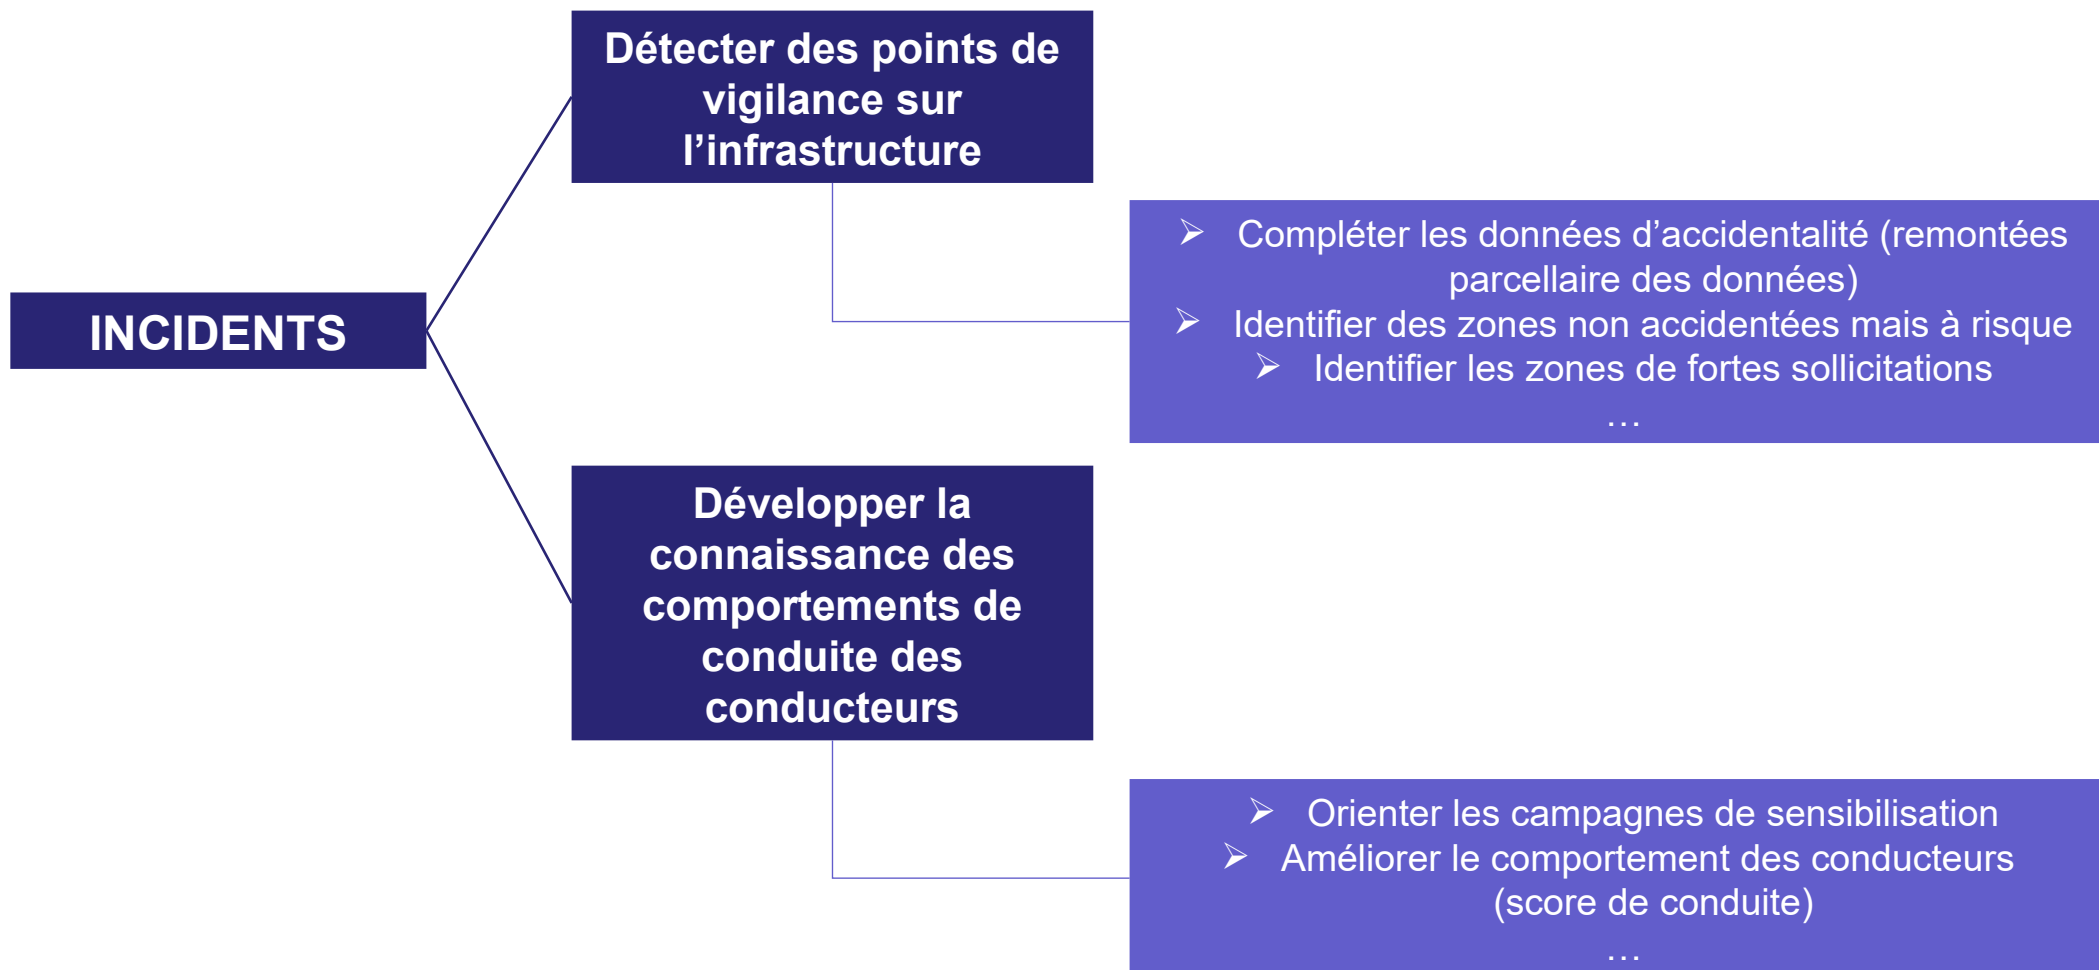 INCIDENTS
Détecter des points de
vigilance sur
l’infrastructure
➢ Compléter les données d’accidentalité (remontées
parcellaire des données)
➢ Identifier des zones non accidentées mais à risque
➢ Identifier les zones de fortes sollicitations
…
Développer la
connaissance des
comportements de
conduite des
conducteurs
➢ Orienter les campagnes de sensibilisation
➢ Améliorer le comportement des conducteurs
(score de conduite)
…